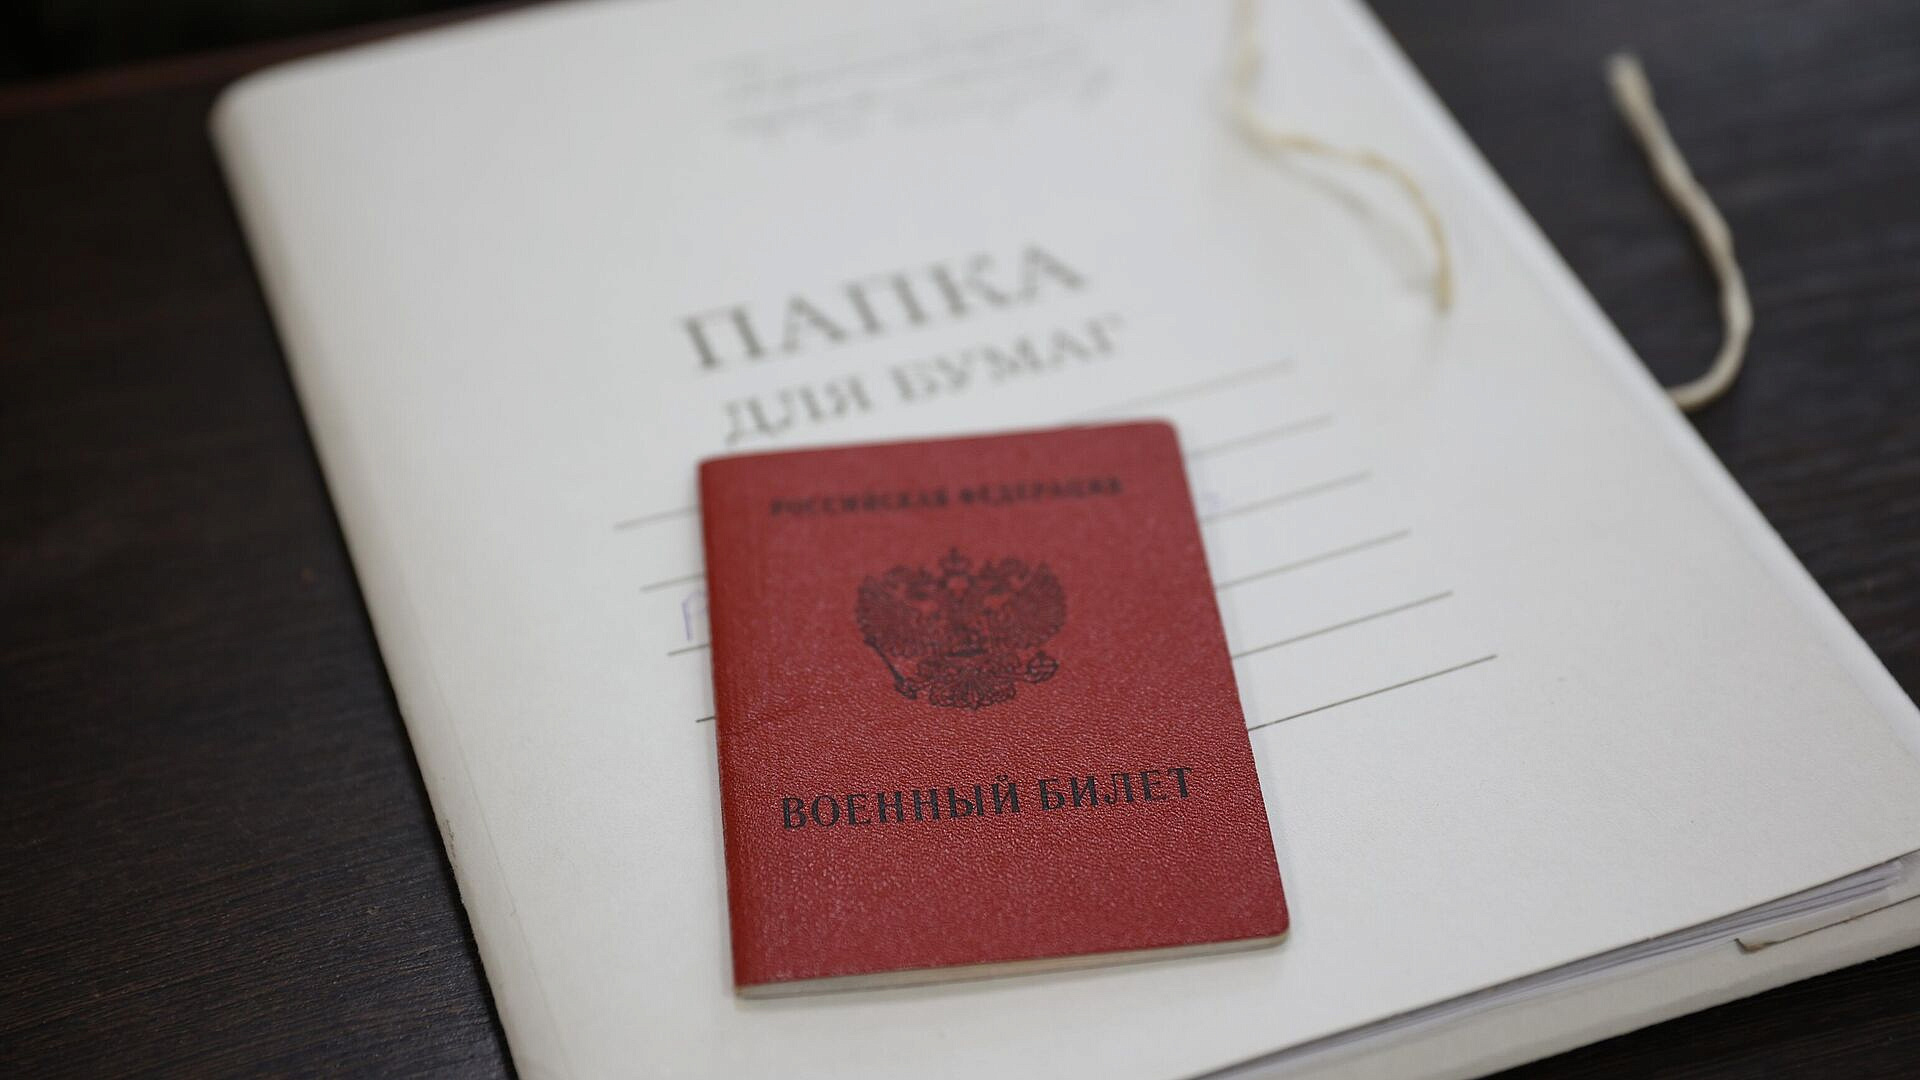 ПАПКА
ДЛЯ БУМАГ
РОССИЙСКАЯ ФЕДЕРАЦИЯ
ВОЕННЫЙ БИЛЕТ